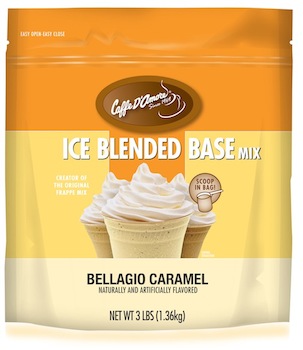 EASY OPEN-EASY CLOSE
Caffe D'Amore
Since 1968
ICE BLENDED BASE MIX
CREATOR OF
THE ORIGINAL
FRAPPE MIX
SCOOP
IN BAG!
BELLAGIO CARAMEL
NATURALLY AND ARTIFICIALLY FLAVORED
NET WT 3 LBS (1.36kg)